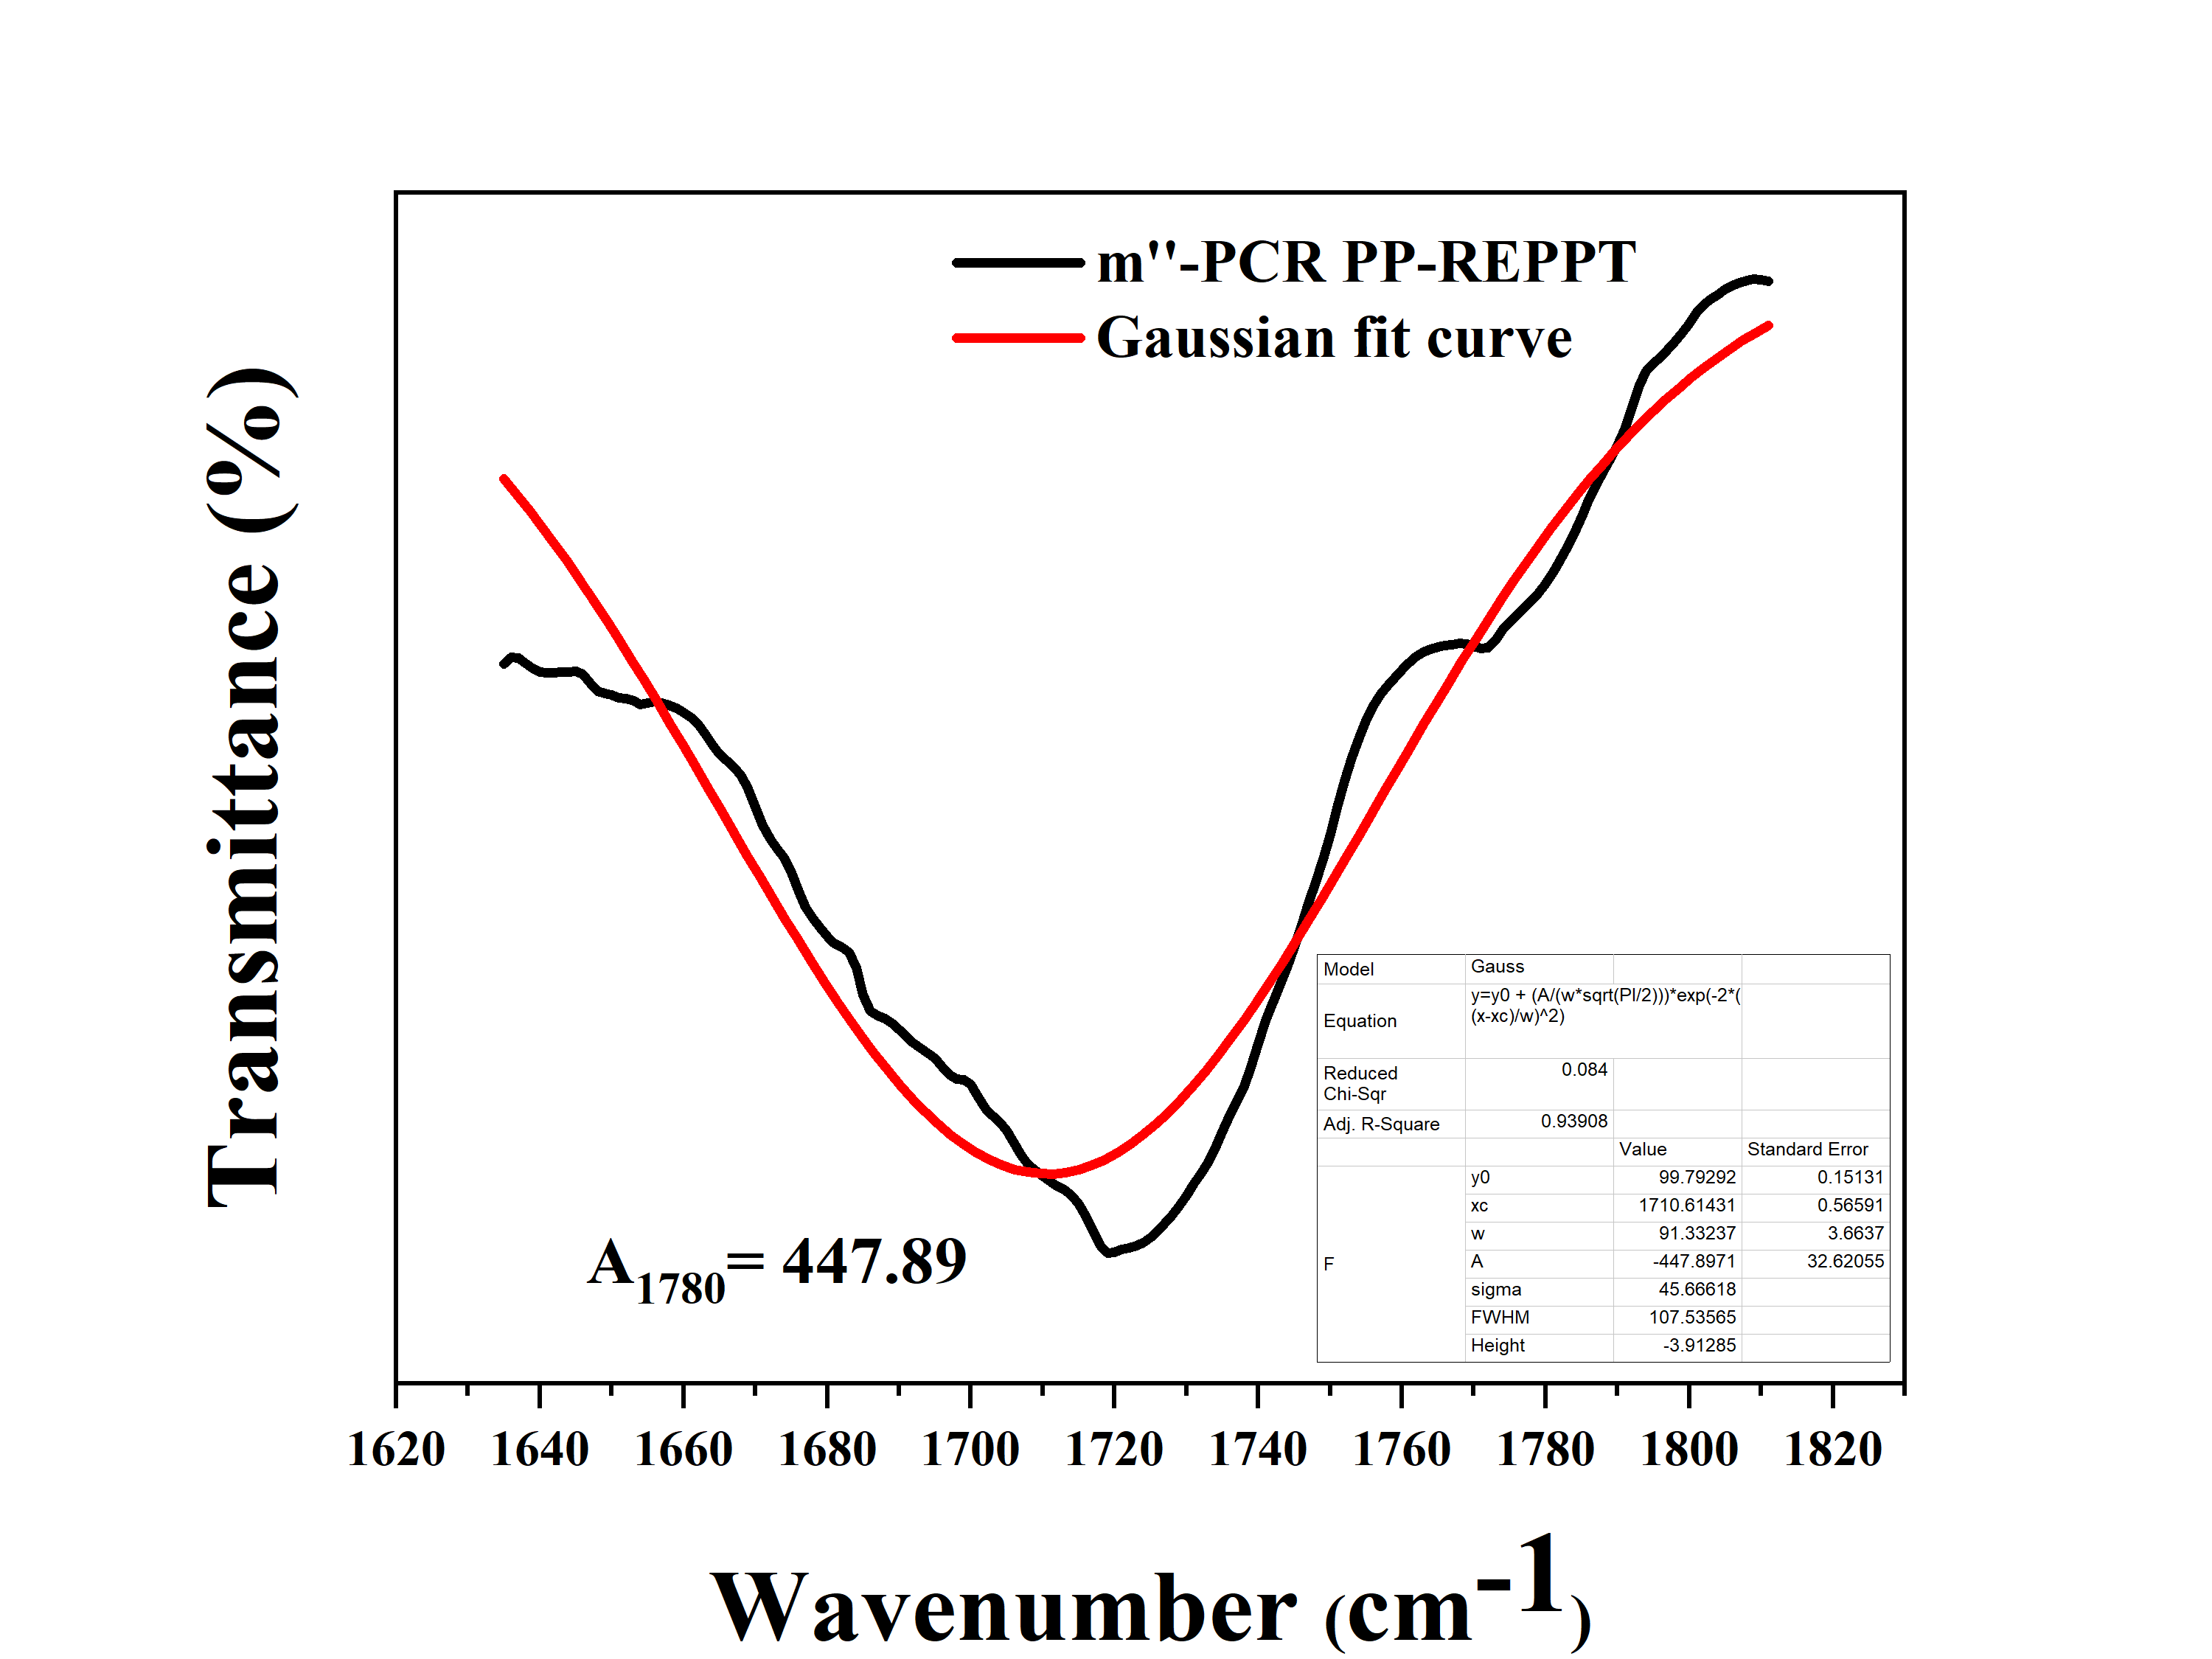 m''-PCR PP-REPPT
Gaussian fit curve
Transmittance (%)
Model Gauss
Equation y=y0 + (A/(w*sqrt(PI/2)))*exp(-2*(
(x-xc)/w)^2)
Reduced Chi-Sqr 0.084
Adj. R-Square 0.93908
Value Standard Error
F
y0 99.79292 0.15131
xc 1710.61431 0.56591
w 91.33237 3.6637
A -447.8971 32.62055
sigma 45.66618
FWHM 107.53565
Height -3.91285
A1780= 447.89
1620 1640 1660 1680 1700 1720 1740 1760 1780 1800 1820
Wavenumber (cm-1)